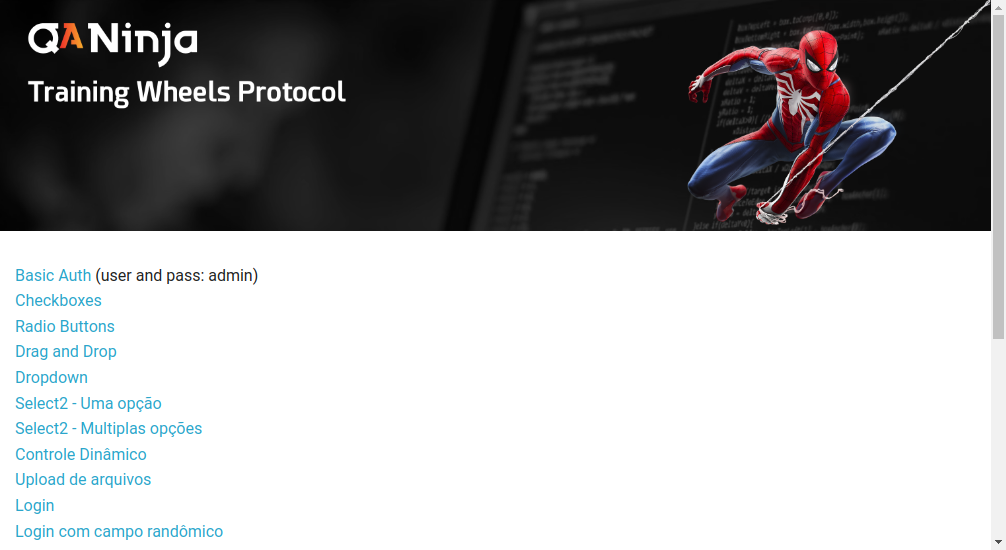 QANinja
Training Wheels Protocol
Basic Auth (user and pass: admin)
Checkboxes
Radio Buttons
Drag and Drop
Dropdown
Select2 - Uma opção
Select2 - Multiplas opções
Controle Dinâmico
Upload de arquivos
Login
Login com campo randômico